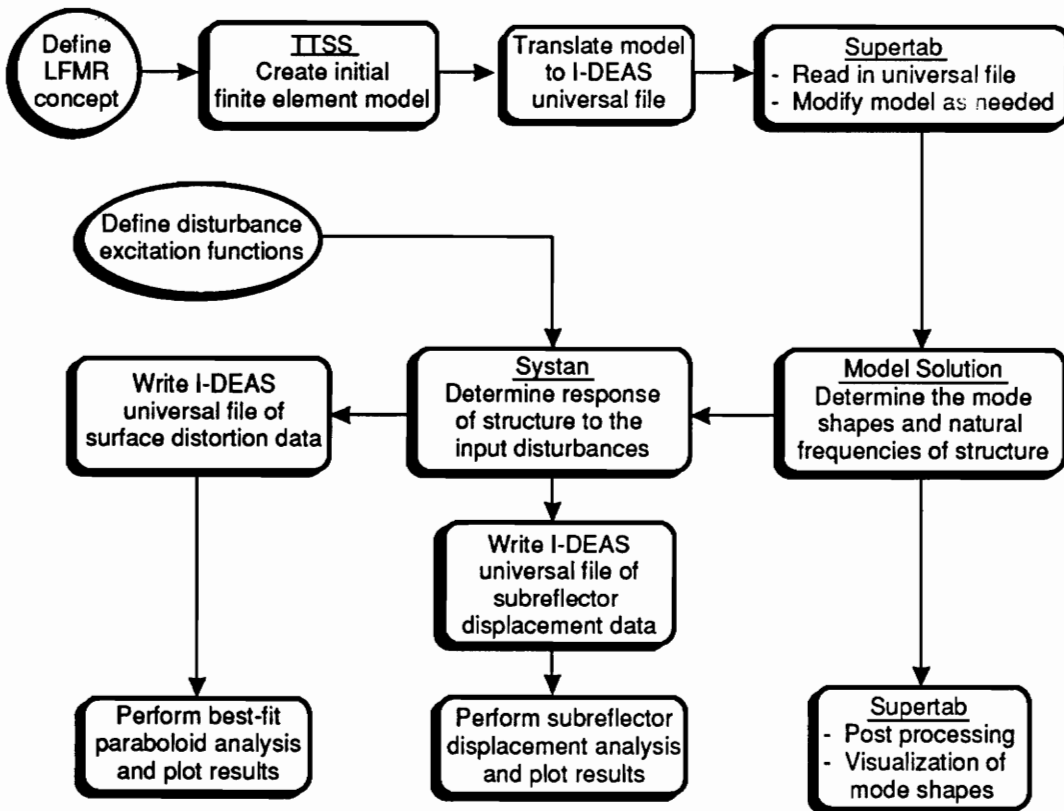 Define
LFMR
concept
TTSS
Create initial
finite element model
Translate model
to I-DEAS
universal file
Supertab
- Read in universal file
- Modify model as needed
Define disturbance
excitation functions
Write I-DEAS
universal file of
surface distortion data
Systan
Determine response
of structure to the
input disturbances
Model Solution
Determine the mode
shapes and natural
frequencies of structure
Write I-DEAS
universal file of
subreflector
displacement data
Perform best-fit
paraboloid analysis
and plot results
Perform subreflector
displacement analysis
and plot results
Supertab
- Post processing
- Visualization of
mode shapes